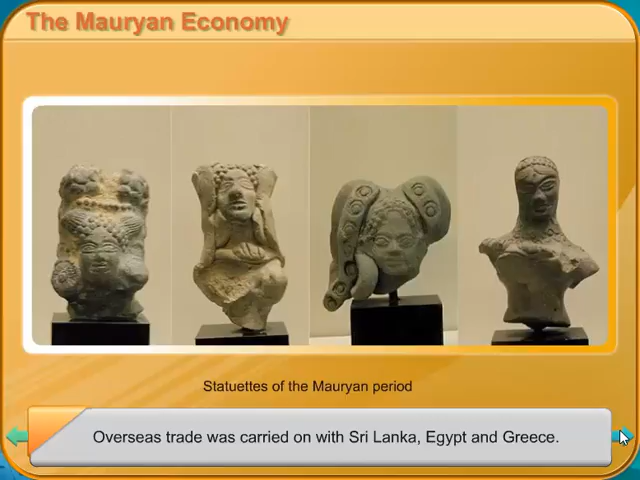 The Mauryan Economy
Statuettes of the Mauryan period
Overseas trade was carried on with Sri Lanka, Egypt and Greece.